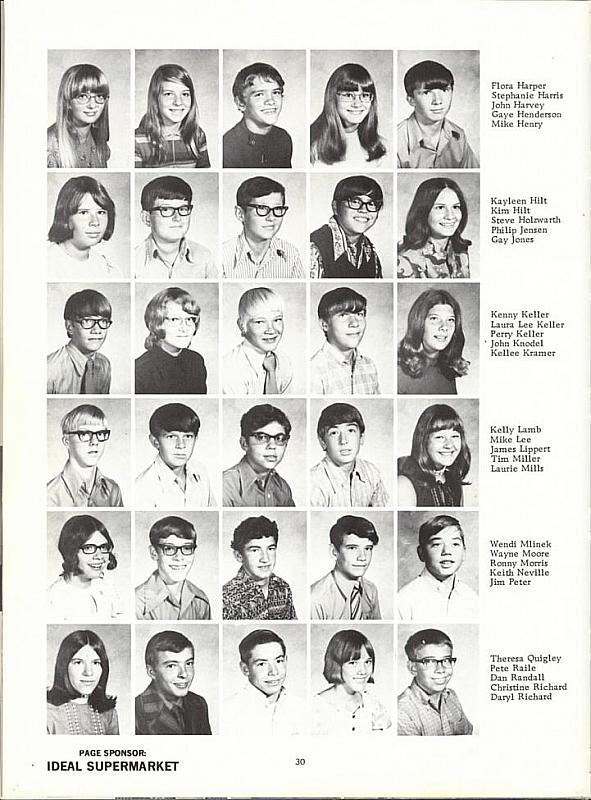 Flora Harper
Stephanie Harris
John Harvey
Gaye Henderson
Mike Henry
Kayleen Hilt
Kim Hilt
Steve Holzwarth
Philip Jensen
Gay Jones
Kenny Keller
Laura Lee Keller
Perry Keller
John Knodel
Kellee Kramer
Kelly Lamb
Mike Lee
James Lippert
Tim Miller
Laurie Mills
Wendi Mlinek
Wayne Moore
Ronny Morris
Keith Neville
Jim Peter
Theresa Quigley
Pete Raile
Dan Randall
Christine Richard
Daryl Richard
PAGE SPONSOR:
IDEAL SUPERMARKET
30